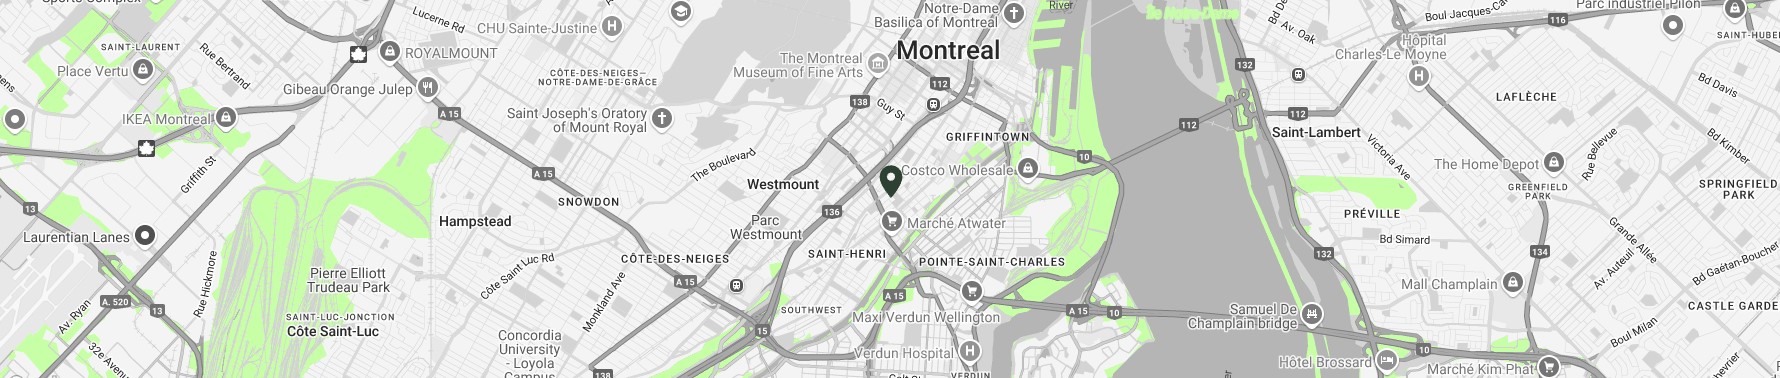 Sports Complex
Lucerne Rd
CHU Sainte-Justine
Notre-Dame
Basilica of Montreal
River
Île Notre-Dame
Av. Oak
Boul Jacques-Ca
116
Parc Industriel Pilon
SAINT-HUBE
SAINT-LAURENT
Rue Bertrand
ROYALMOUNT
Place Vertu
Gibeau Orange Julep
CÔTE-DES-NEIGES—
NOTRE-DAME-DE-GRÂCE
The Montreal
Museum of Fine Arts
Montreal
Hôpital
Charles-Le Moyne
132
Bd Davis
LAFLÈCHE
112
138
Guy St
IKEA Montreal
A 15
Saint Joseph's Oratory
of Mount Royal
GRIFFINTOWN
112
112
Saint-Lambert
Victoria Ave
Rue Bellevue
Bd Kimber
Griffith St
The Boulevard
10
Costco Wholesale
The Home Depot
A 15
Westmount
GREENFIELD
PARK
SPRINGFIELD
PARK
13
SNOWDON
136
Parc
Westmount
Marché Atwater
PRÉVILLE
Hampstead
Laurentian Lanes
Bd Simard
Grande Allée
132
134
Av. Auteuil
Bd Gaétan-Boucher
Rue Hickmore
Côte Saint Luc Rd
CÔTE-DES-NEIGES
SAINT-HENRI
POINTE-SAINT-CHARLES
Pierre Elliott
Trudeau Park
A 15
A 15
Mall Champlain
A. 520
13
Av. Ryan
Monkland Ave
SOUTHWEST
Maxi Verdun Wellington
A 15
10
Samuel De
Champlain bridge
CASTLE GARDE
SAINT-LUC-JONCTION
Côte Saint-Luc
15
Boul Milan
32e Avenue
Concordia
University
- Loyola
Campus
138
Verdun Hospital
VERDUN
Hôtel Brossard
10
Marché Kim Phat